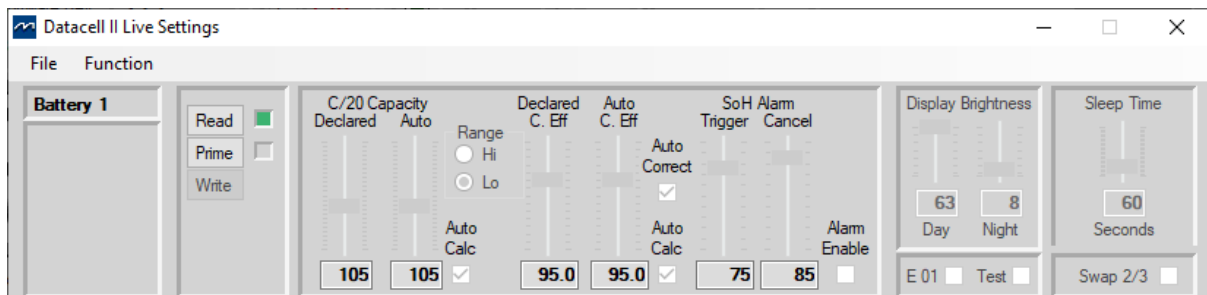 Datacell II Live Settings
File Function
Battery 1
Read
Prime
Write
C/20 Capacity
Declared Auto
105 105
Auto
Calc
Range
Hi
Lo
Declared Auto
C. Eff C. Eff
95.0 95.0
Auto
Correct
Auto
Calc
SoH Alarm
Trigger Cancel
75 85
Alarm
Enable
Display Brightness
63 8
Day Night
E 01 Test
Sleep Time
60
Seconds
Swap 2/3